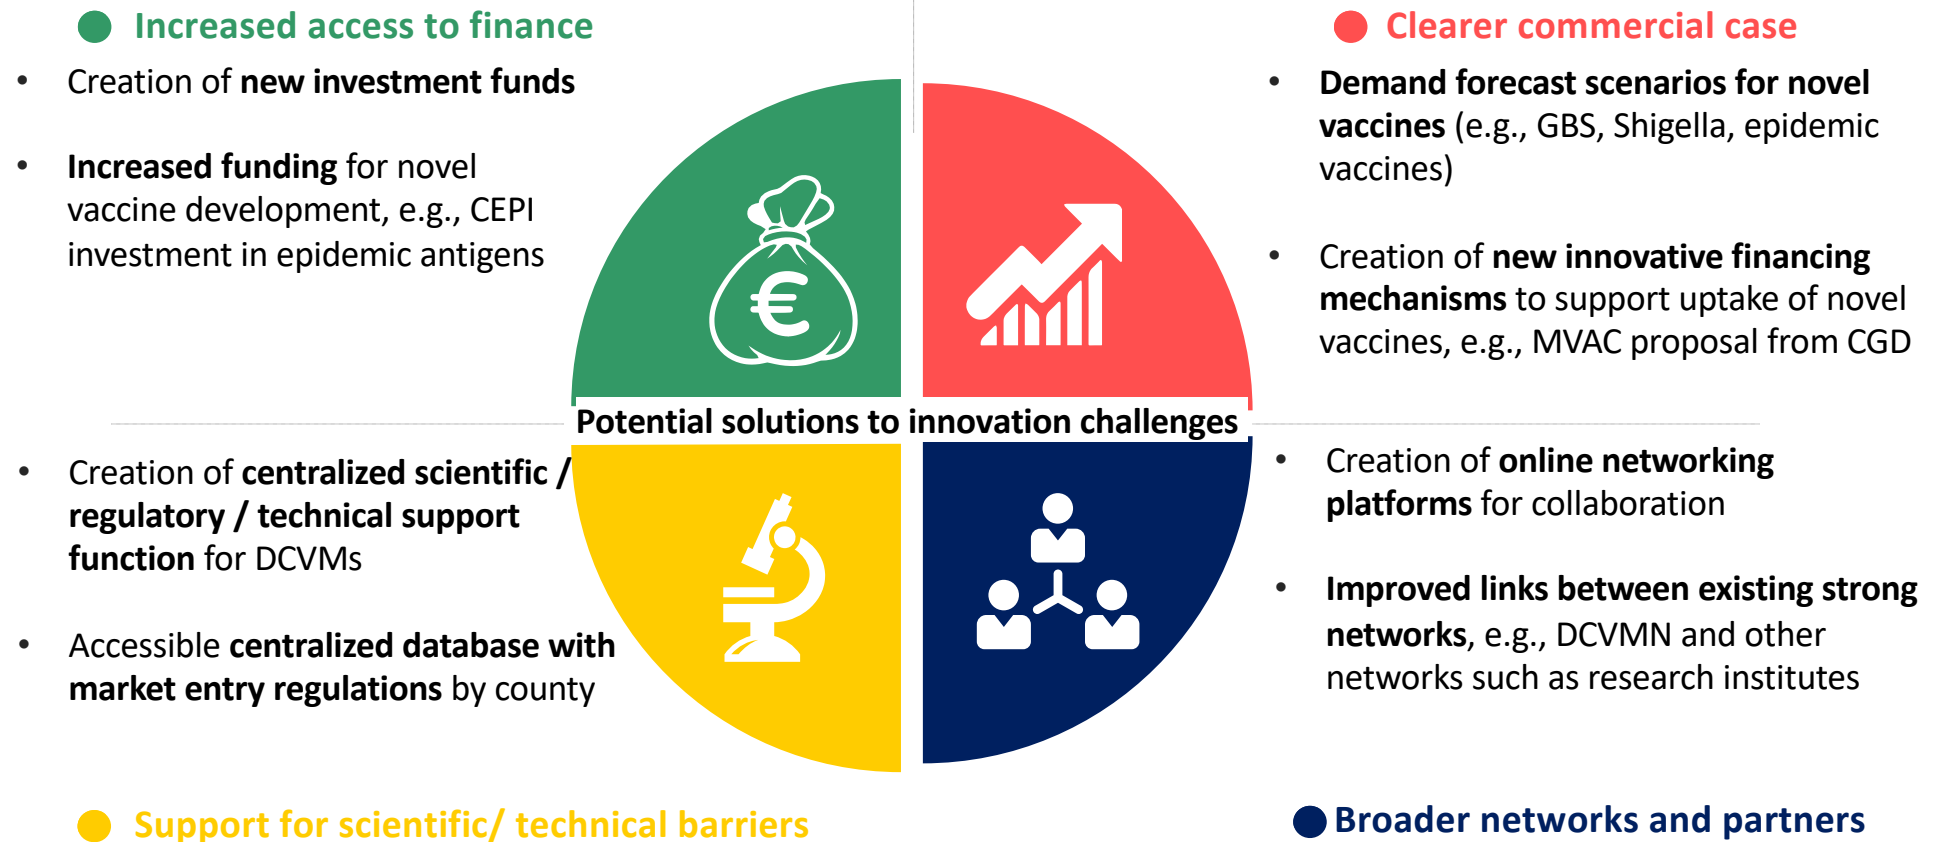 Increased access to finance
• Creation of new investment funds
• Increased funding for novel
vaccine development, e.g., CEPI
investment in epidemic antigens
Clearer commercial case
• Demand forecast scenarios for novel
vaccines (e.g., GBS, Shigella, epidemic
vaccines)
• Creation of new innovative financing
mechanisms to support uptake of novel
vaccines, e.g., MVAC proposal from CGD
€
Potential solutions to innovation challenges
• Creation of centralized scientific /
regulatory / technical support
function for DCVMs
• Accessible centralized database with
market entry regulations by county
Support for scientific/ technical barriers
• Creation of online networking
platforms for collaboration
• Improved links between existing strong
networks, e.g., DCVMN and other
networks such as research institutes
Broader networks and partners